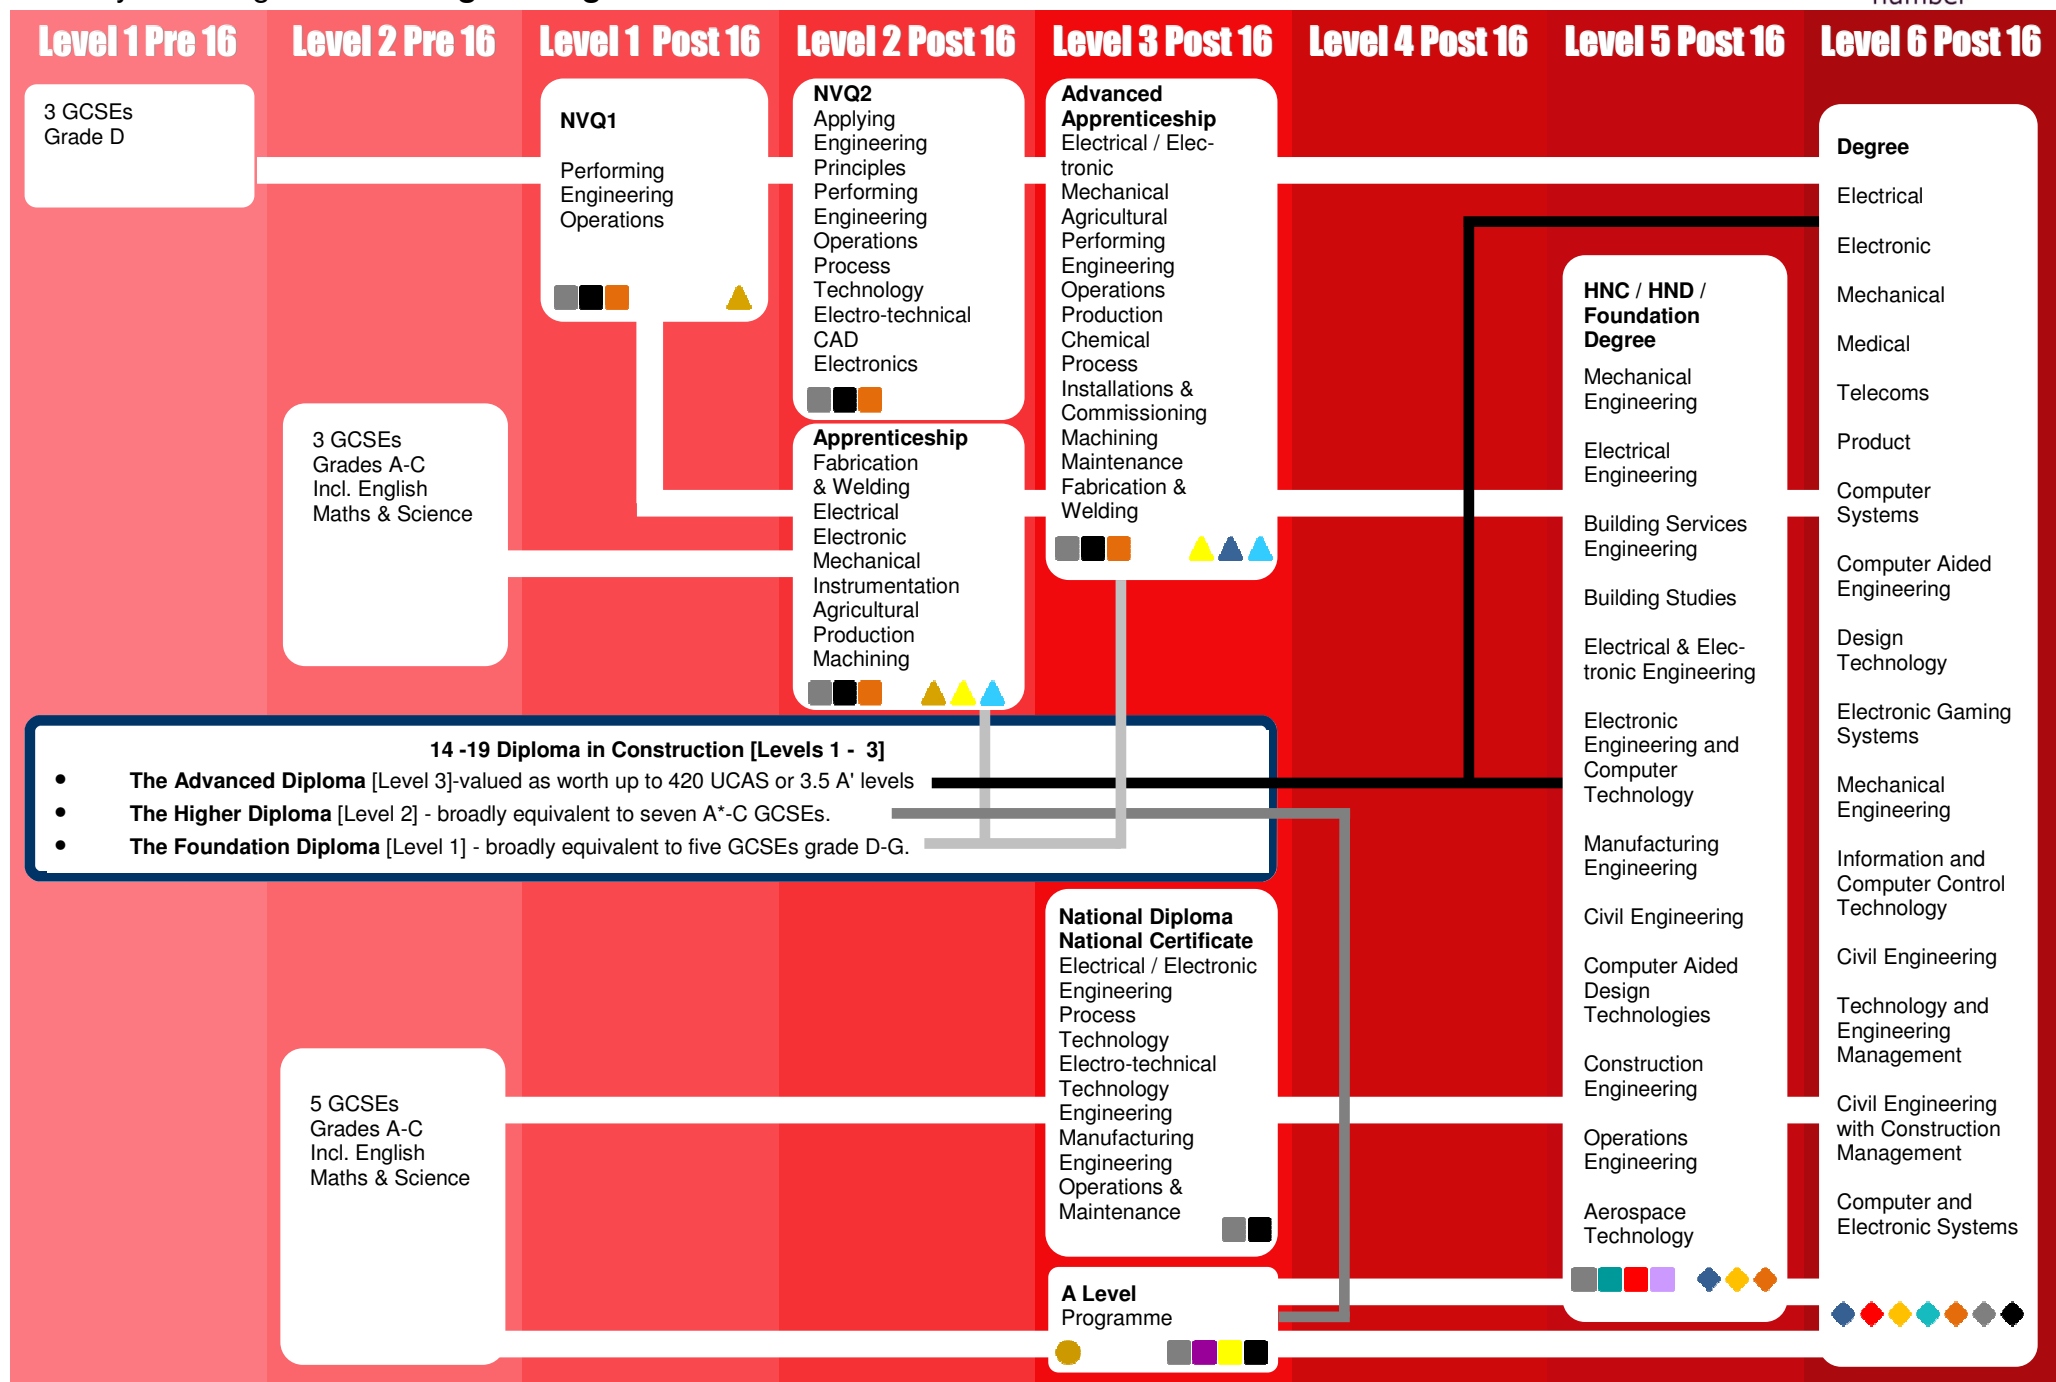 number
Level 1 Pre 16
Level 2 Pre 16
Level 1 Post 16
Level 2 Post 16
Level 3 Post 16
Level 4 Post 16
Level 5 Post 16
Level 6 Post 16
3 GCSEs
Grade D
3 GCSEs
Grades A-C
Incl. English
Maths & Science
5 GCSEs
Grades A-C
Incl. English
Maths & Science
NVQ1
Performing
Engineering
Operations
NVQ2
Applying
Engineering
Principles
Performing
Engineering
Operations
Process
Technology
Electro-technical
CAD
Electronics
Apprenticeship
Fabrication
& Welding
Electrical
Electronic
Mechanical
Instrumentation
Agricultural
Production
Machining
Advanced
Apprenticeship
Electrical / Elec-
tronic
Mechanical
Agricultural
Performing
Engineering
Operations
Production
Chemical
Process
Installations &
Commissioning
Machining
Maintenance
Fabrication &
Welding
14 -19 Diploma in Construction [Levels 1 - 3]
• The Advanced Diploma [Level 3]-valued as worth up to 420 UCAS or 3.5 A' levels
• The Higher Diploma [Level 2] - broadly equivalent to seven A*-C GCSEs.
• The Foundation Diploma [Level 1] - broadly equivalent to five GCSEs grade D-G.
National Diploma
National Certificate
Electrical / Electronic
Engineering
Process
Technology
Electro-technical
Technology
Engineering
Manufacturing
Engineering
Operations &
Maintenance
A Level
Programme
HNC / HND /
Foundation
Degree
Mechanical
Engineering
Electrical
Engineering
Building Services
Engineering
Building Studies
Electrical & Elec-
tronic Engineering
Electronic
Engineering and
Computer
Technology
Manufacturing
Engineering
Civil Engineering
Computer Aided
Design
Technologies
Construction
Engineering
Operations
Engineering
Aerospace
Technology
Degree
Electrical
Electronic
Mechanical
Medical
Telecoms
Product
Computer
Systems
Computer Aided
Engineering
Design
Technology
Electronic Gaming
Systems
Mechanical
Engineering
Information and
Computer Control
Technology
Civil Engineering
Technology and
Engineering
Management
Civil Engineering
with Construction
Management
Computer and
Electronic Systems